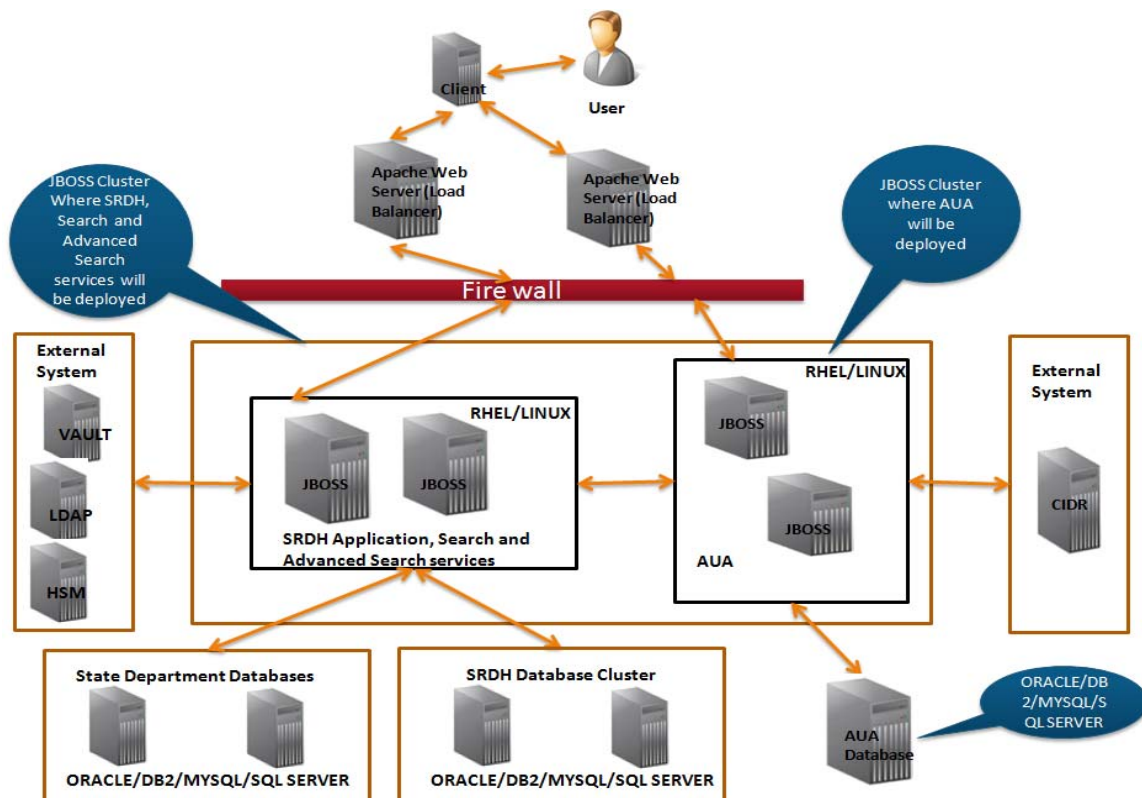 Client
User
Apache Web
Server (Load
Balancer)
Apache Web
Server (Load
Balancer)
JBOSS Cluster
Where SRDH,
Search and
Advanced
Search
services will
be deployed
JBOSS Cluster
where AUA
will be
deployed
Fire wall
External
System
VAULT
LDAP
HSM
RHEL/LINUX
JBOSS
JBOSS
SRDH Application, Search and
Advanced Search services
RHEL/LINUX
JBOSS
JBOSS
AUA
External
System
CIDR
State Department Databases
ORACLE/DB2/MYSQL/SQL SERVER
SRDH Database Cluster
ORACLE/DB2/MYSQL/SQL SERVER
AUA
Database
ORACLE/DB
2/MYSQL/S
QL SERVER